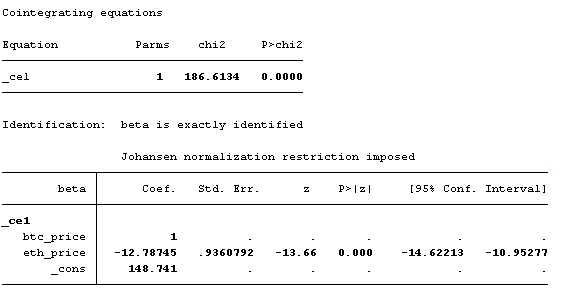 Cointegrating equations
Equation Parms chi2 P>chi2
_ce1 1 186.6134 0.0000
Identification: beta is exactly identified
Johansen normalization restriction imposed
beta Coef. Std. Err. z P>|z| [95% Conf. Interval]
_ce1
btc_price 1 . . . . .
eth_price -12.78745 .9360792 -13.66 0.000 -14.62213 -10.95277
_cons 148.741 . . . . .